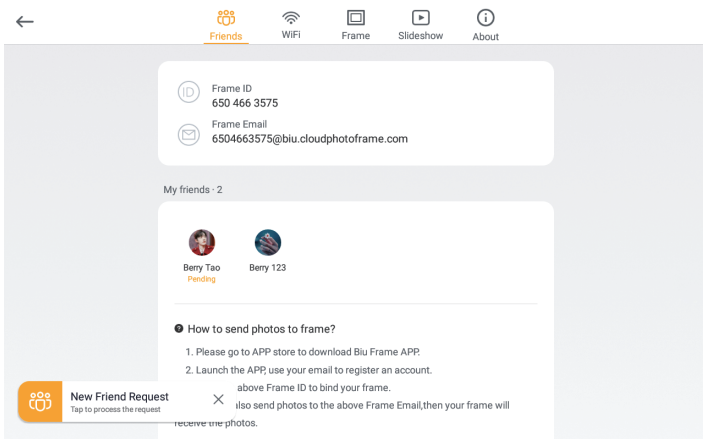 Friends
WiFi
Frame
Slideshow
About
ID
Frame ID
650 466 3575
Frame Email
6504663575@biu.cloudphotoframe.com
My friends · 2
Berry Tao
Pending
Berry 123
How to send photos to frame?
1. Please go to APP store to download Biu Frame APP.
2. Launch the APP, use your email to register an account.
above Frame ID to bind your frame.
also send photos to the above Frame Email,then your frame will
receive the photos.
New Friend Request
Tap to process the request